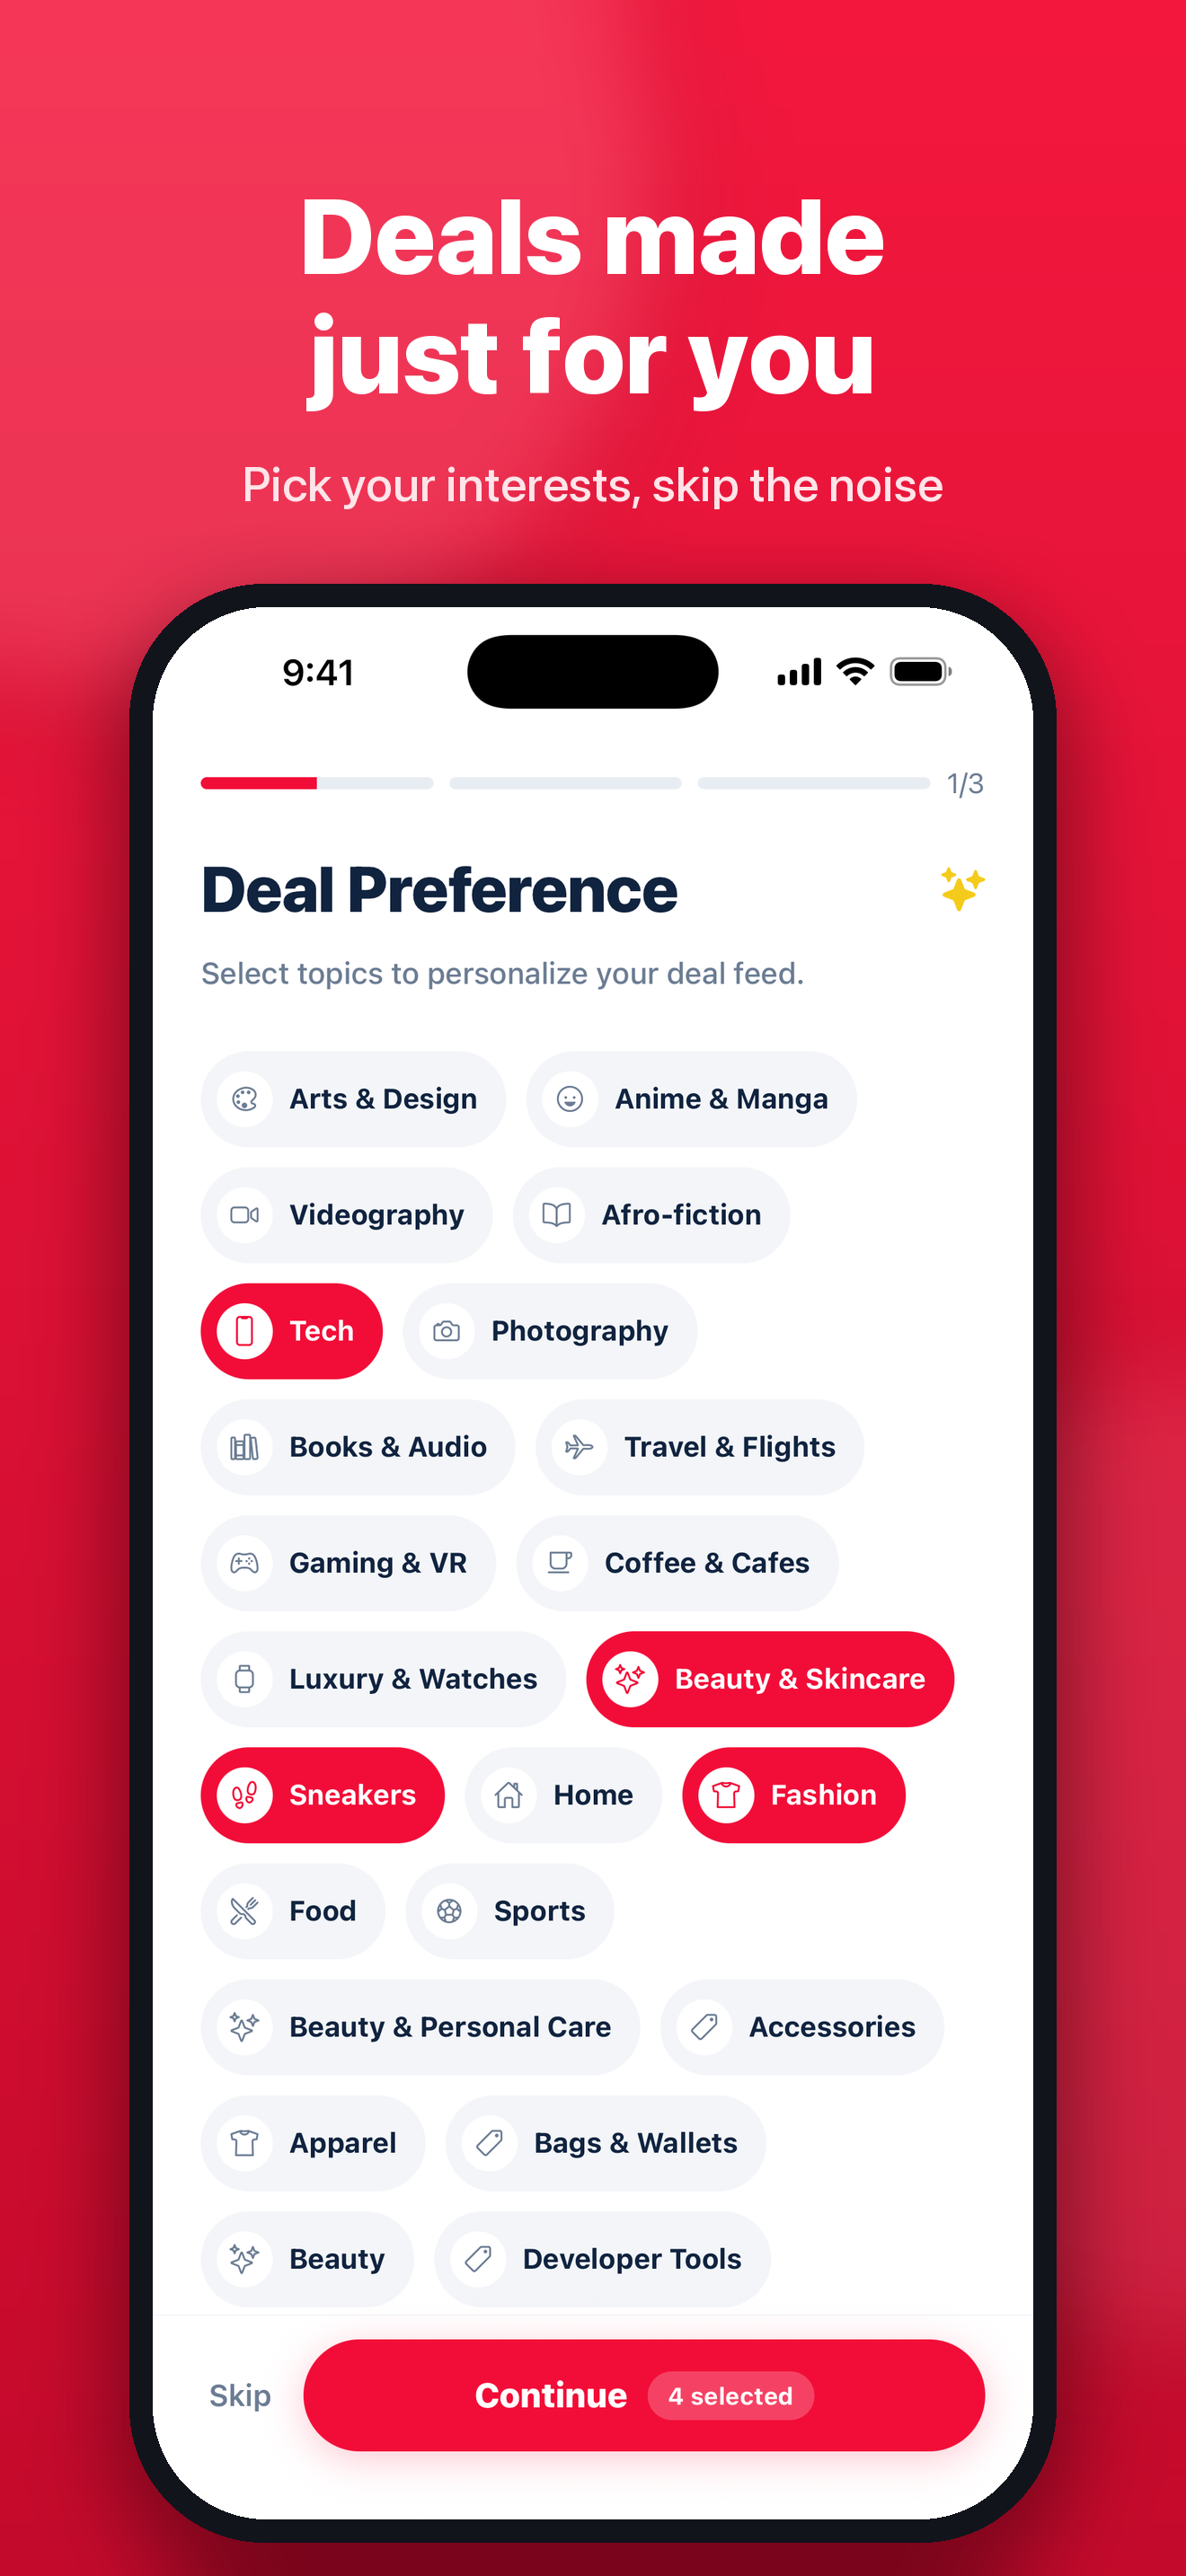 Deals made
just for you
Pick your interests, skip the noise
9:41
1/3
Deal Preference
Select topics to personalize your deal feed.
Arts & Design Anime & Manga
Videography Afro-fiction
Tech Photography
Books & Audio Travel & Flights
Gaming & VR Coffee & Cafes
Luxury & Watches Beauty & Skincare
Sneakers Home Fashion
Food Sports
Beauty & Personal Care Accessories
Apparel Bags & Wallets
Beauty Developer Tools
Skip Continue 4 selected